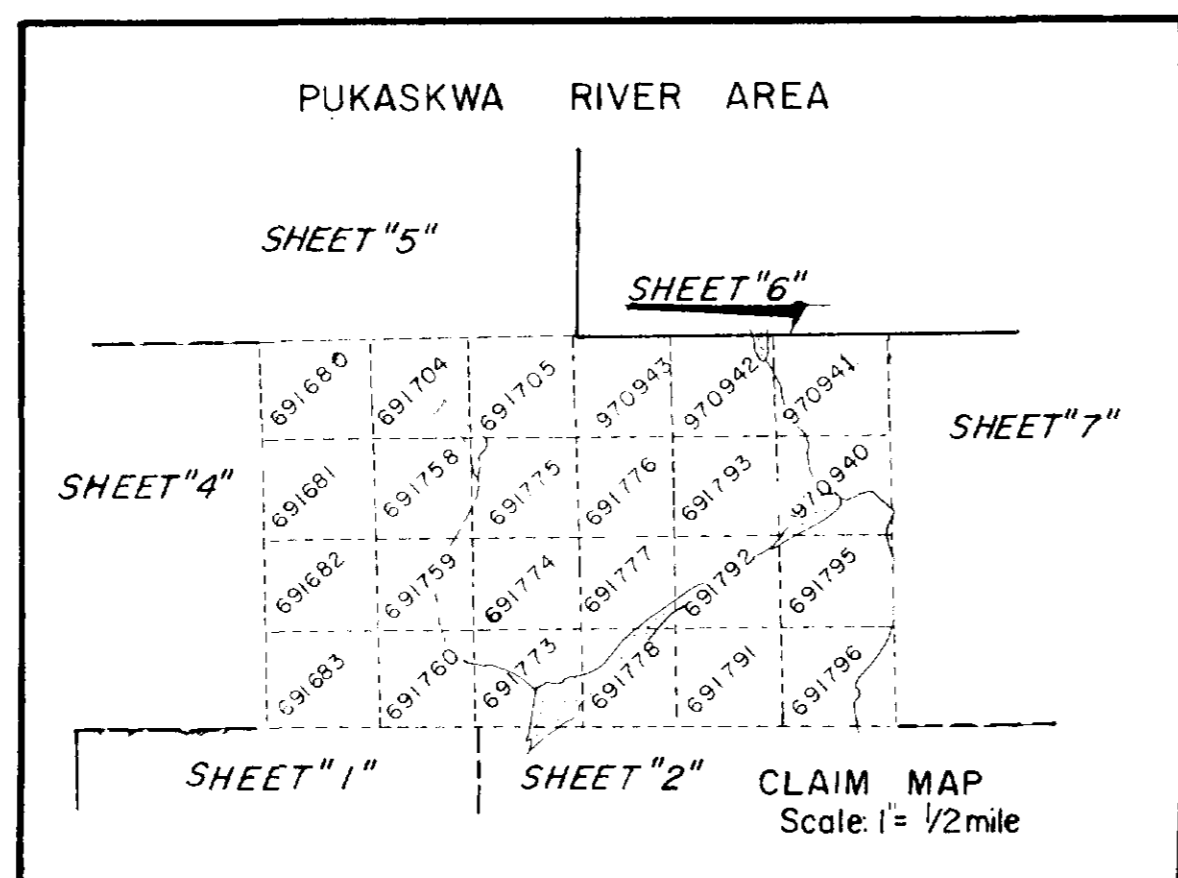 PUKASKWA RIVER AREA
SHEET "5"
SHEET "6"
691680 691704 691705 970943 970942 970941
SHEET "7"
SHEET "4"
691681 691758 691775 691776 691793 970940
691682 691759 691774 691777 691792 691795
691683 691760 691773 691778 691791 691796
SHEET "1"
SHEET "2"
CLAIM MAP
Scale: 1" = 1/2 mile